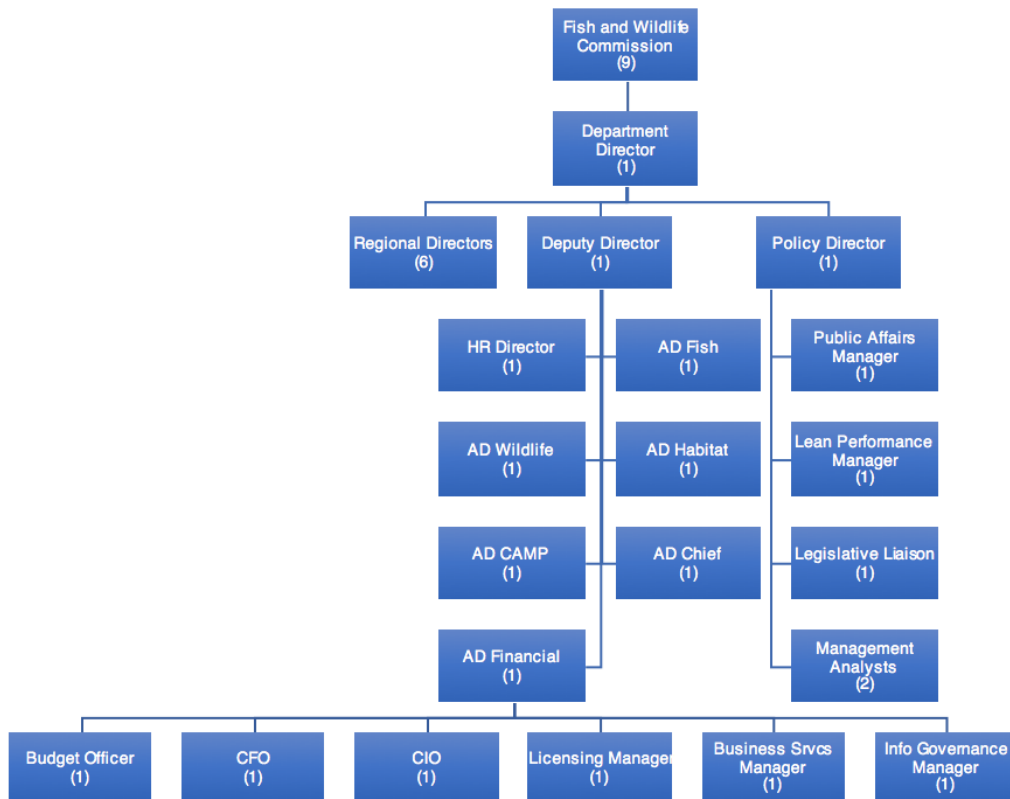 Fish and Wildlife
Commission
(9)
Department
Director
(1)
Regional Directors
(6)
Deputy Director
(1)
Policy Director
(1)
HR Director
(1)
AD Fish
(1)
Public Affairs
Manager
(1)
AD Wildlife
(1)
AD Habitat
(1)
Lean Performance
Manager
(1)
AD CAMP
(1)
AD Chief
(1)
Legislative Liaison
(1)
AD Financial
(1)
Management
Analysts
(2)
Budget Officer
(1)
CFO
(1)
CIO
(1)
Licensing Manager
(1)
Business Srvcs
Manager
(1)
Info Governance
Manager
(1)